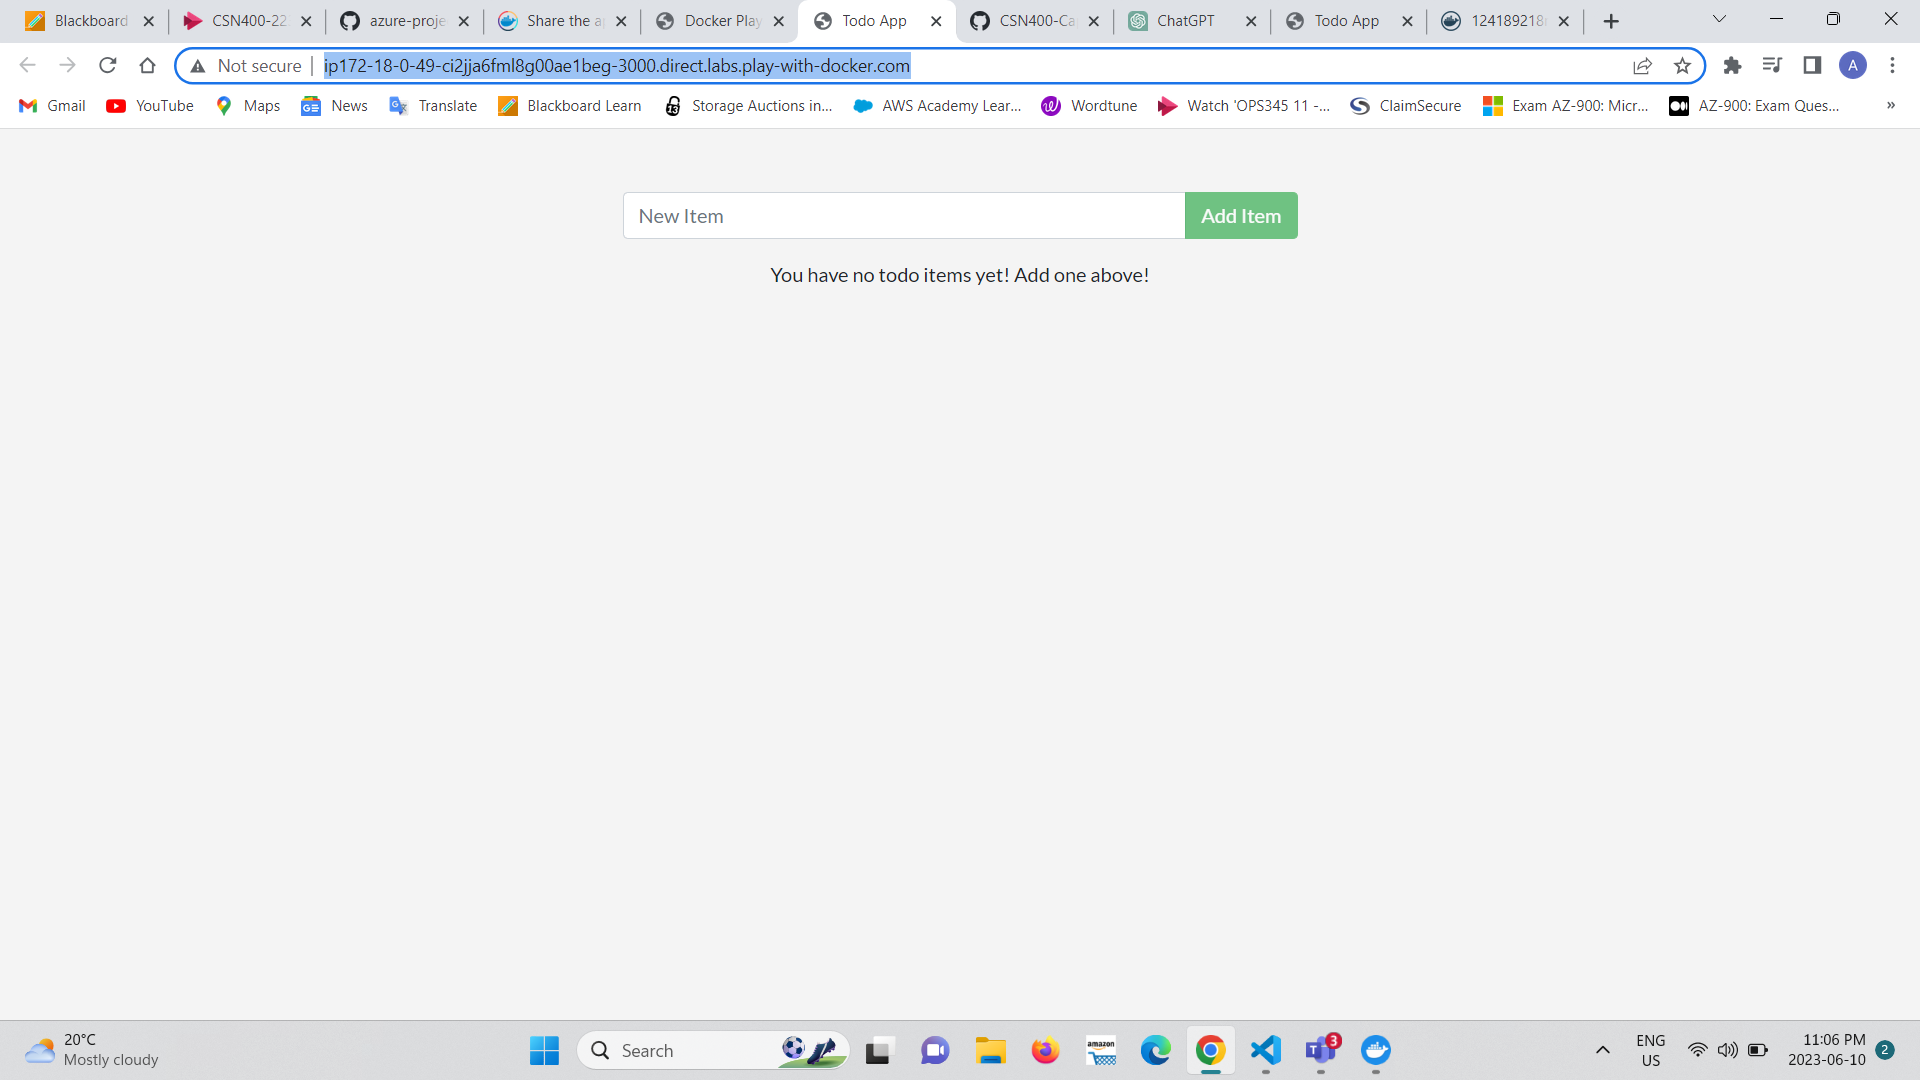 Blackboard
CSN400-22
azure-proje
Share the a
Docker Play
Todo App
CSN400-Ca
ChatGPT
Todo App
124189218
Not secure
ip172-18-0-49-ci2jja6fml8g00ae1beg-3000.direct.labs.play-with-docker.com
A
Gmail
YouTube
Maps
News
Translate
Blackboard Learn
Storage Auctions in...
AWS Academy Lear...
Wordtune
Watch 'OPS345 11 -...
ClaimSecure
Exam AZ-900: Micr...
AZ-900: Exam Ques...
»
New Item
Add Item
You have no todo items yet! Add one above!
20°C
Mostly cloudy
Search
amazon
3
ENG
US
11:06 PM
2023-06-10
2